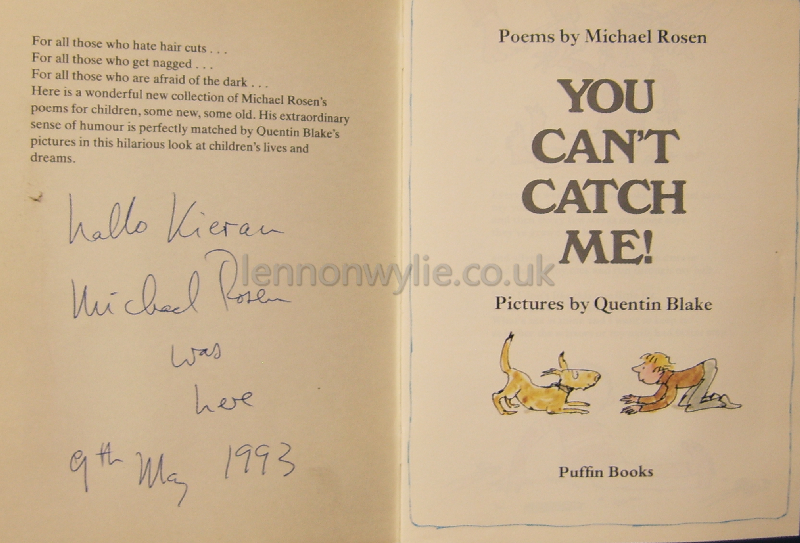 For all those who hate hair cuts . . .
For all those who get nagged . . .
For all those who are afraid of the dark . . .
Here is a wonderful new collection of Michael Rosen's
poems for children, some new, some old. His extraordinary
sense of humour is perfectly matched by Quentin Blake's
pictures in this hilarious look at children's lives and
dreams.
hallo Kieran
Michael Rosen
was
here
9th May 1993
lennonwylie.co.uk
Poems by Michael Rosen
YOU
CAN'T
CATCH
ME!
Pictures by Quentin Blake
Puffin Books